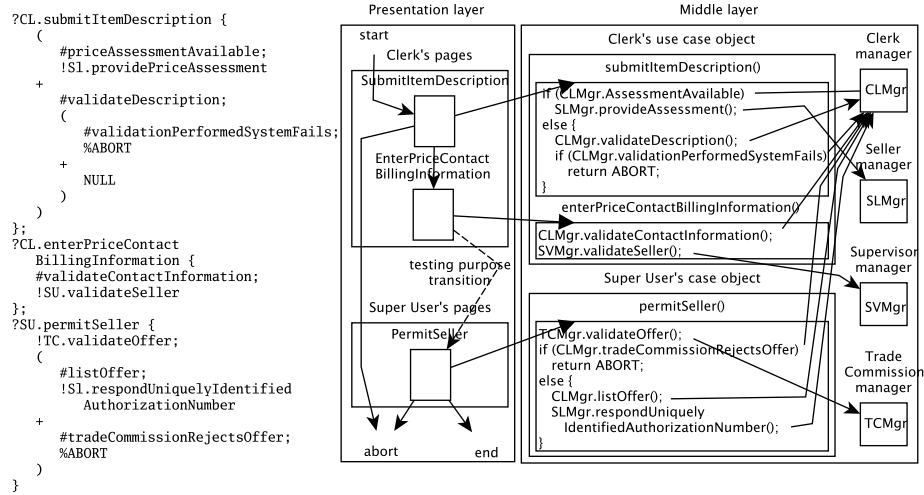 ?CL.submitItemDescription {
(
#priceAssessmentAvailable;
!Sl.providePriceAssessment
+
#validateDescription;
(
#validationPerformedSystemFails;
%ABORT
+
NULL
)
)
};
?CL.enterPriceContact
BillingInformation {
#validateContactInformation;
!SU.validateSeller
};
?SU.permitSeller {
!TC.validateOffer;
(
#listOffer;
!Sl.respondUniquelyIdentified
AuthorizationNumber
+
#tradeCommissionRejectsOffer;
%ABORT
)
}
Presentation layer
start
Clerk's pages
SubmitItemDescription
EnterPriceContact
BillingInformation
testing purpose
transition
Super User's pages
PermitSeller
abort
end
Middle layer
Clerk's use case object
submitItemDescription()
if (CLMgr.AssessmentAvailable)
SLMgr.provideAssessment();
else {
CLMgr.validateDescription();
if (CLMgr.validationPerformedSystemFails)
return ABORT;
}
enterPriceContactBillingInformation()
CLMgr.validateContactInformation();
SVMgr.validateSeller();
Super User's case object
permitSeller()
TCMgr.validateOffer();
if (CLMgr.tradeCommissionRejectsOffer)
return ABORT;
else {
CLMgr.listOffer();
SLMgr.respondUniquely
IdentifiedAuthorizationNumber();
}
Clerk
manager
CLMgr
Seller
manager
SLMgr
Supervisor
manager
SVMgr
Trade
Commission
manager
TCMgr